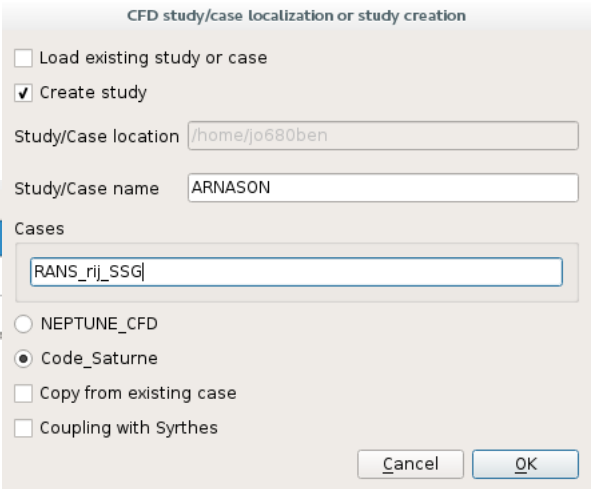 CFD study/case localization or study creation
Load existing study or case
Create study
Study/Case location /home/jo680ben
Study/Case name ARNASON
Cases
RANS_rij_SSG
NEPTUNE_CFD
Code_Saturne
Copy from existing case
Coupling with Syrthes
Cancel OK